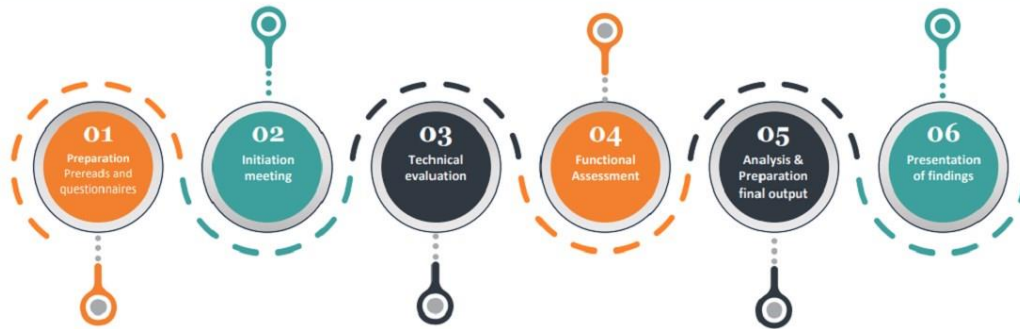 01
Preparation
Prereads and
questionnaires
02
Initiation
meeting
03
Technical
evaluation
04
Functional
Assessment
05
Analysis &
Preparation
final output
06
Presentation
of findings